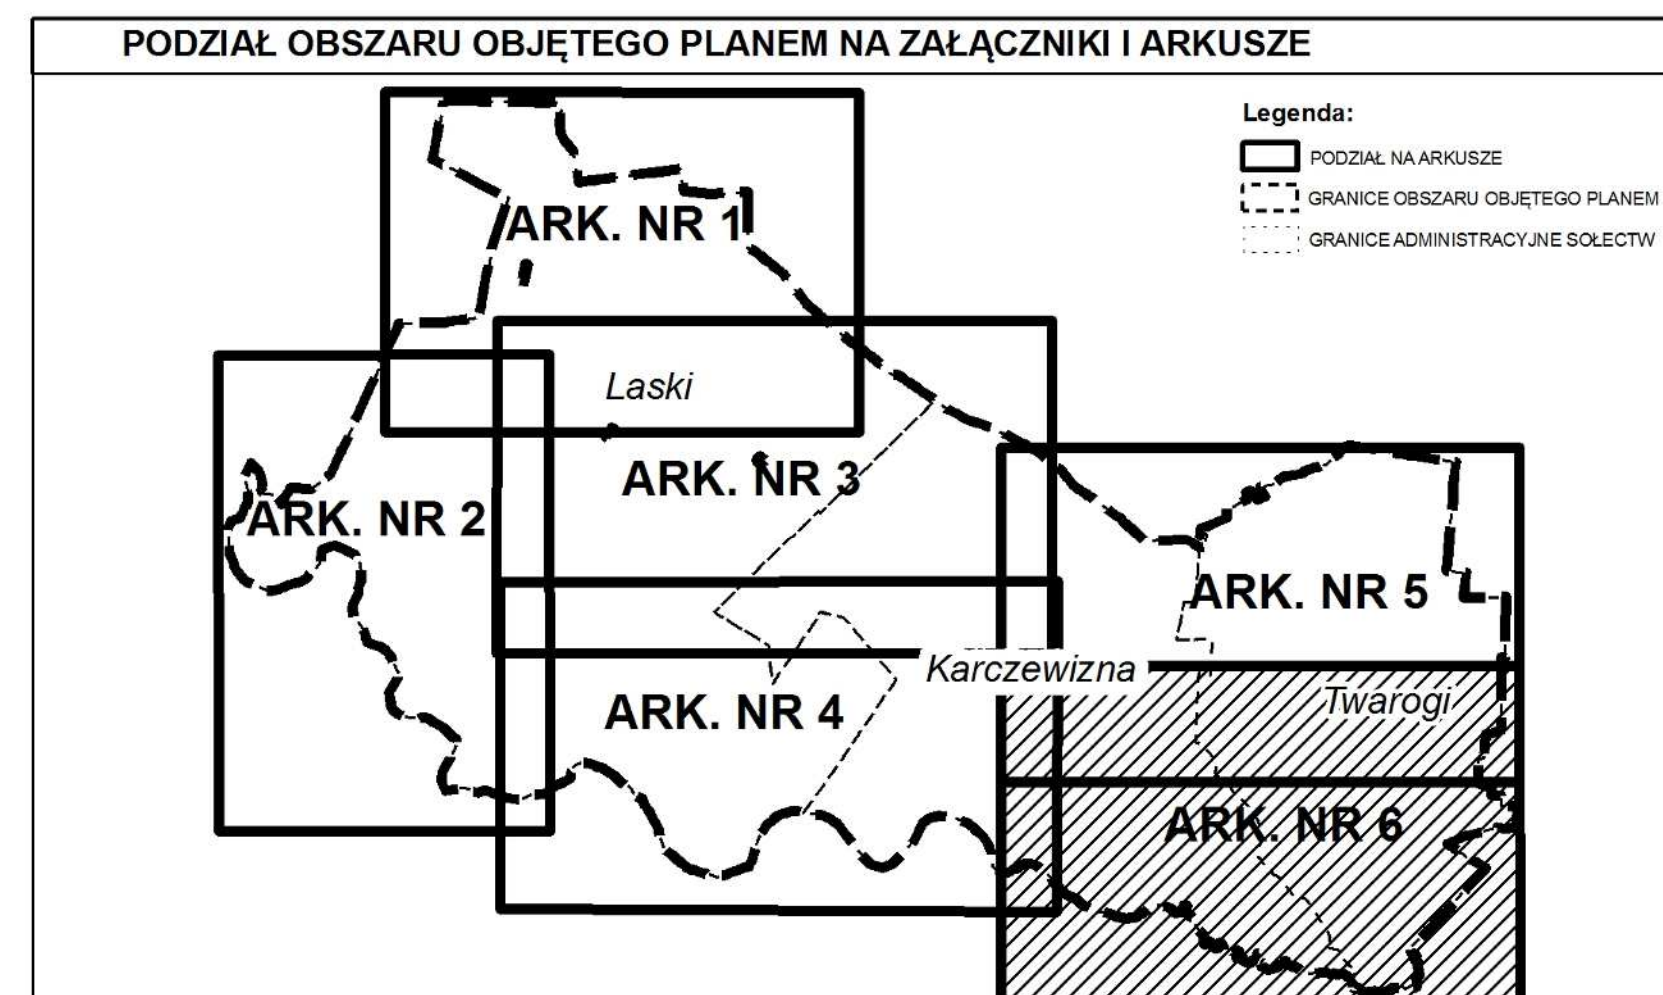 PODZIAŁ OBSZARU OBJĘTEGO PLANEM NA ZAŁĄCZNIKI I ARKUSZE
Legenda:
PODZIAŁ NA ARKUSZE
GRANICE OBSZARU OBJĘTEGO PLANEM
GRANICE ADMINISTRACYJNE SOŁECTW
ARK. NR 1
Laski
ARK. NR 3
ARK. NR 2
ARK. NR 5
Karczewizna
Twarogi
ARK. NR 4
ARK. NR 6